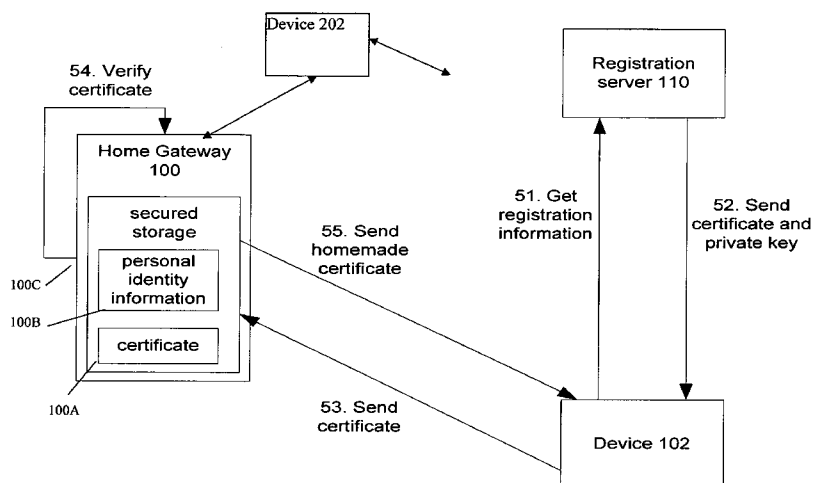 Device 202
54. Verify
certificate
Registration
server 110
Home Gateway
100
secured
storage
personal
identity
information
certificate
100C
100B
100A
55. Send
homemade
certificate
51. Get
registration
information
52. Send
certificate and
private key
53. Send
certificate
Device 102